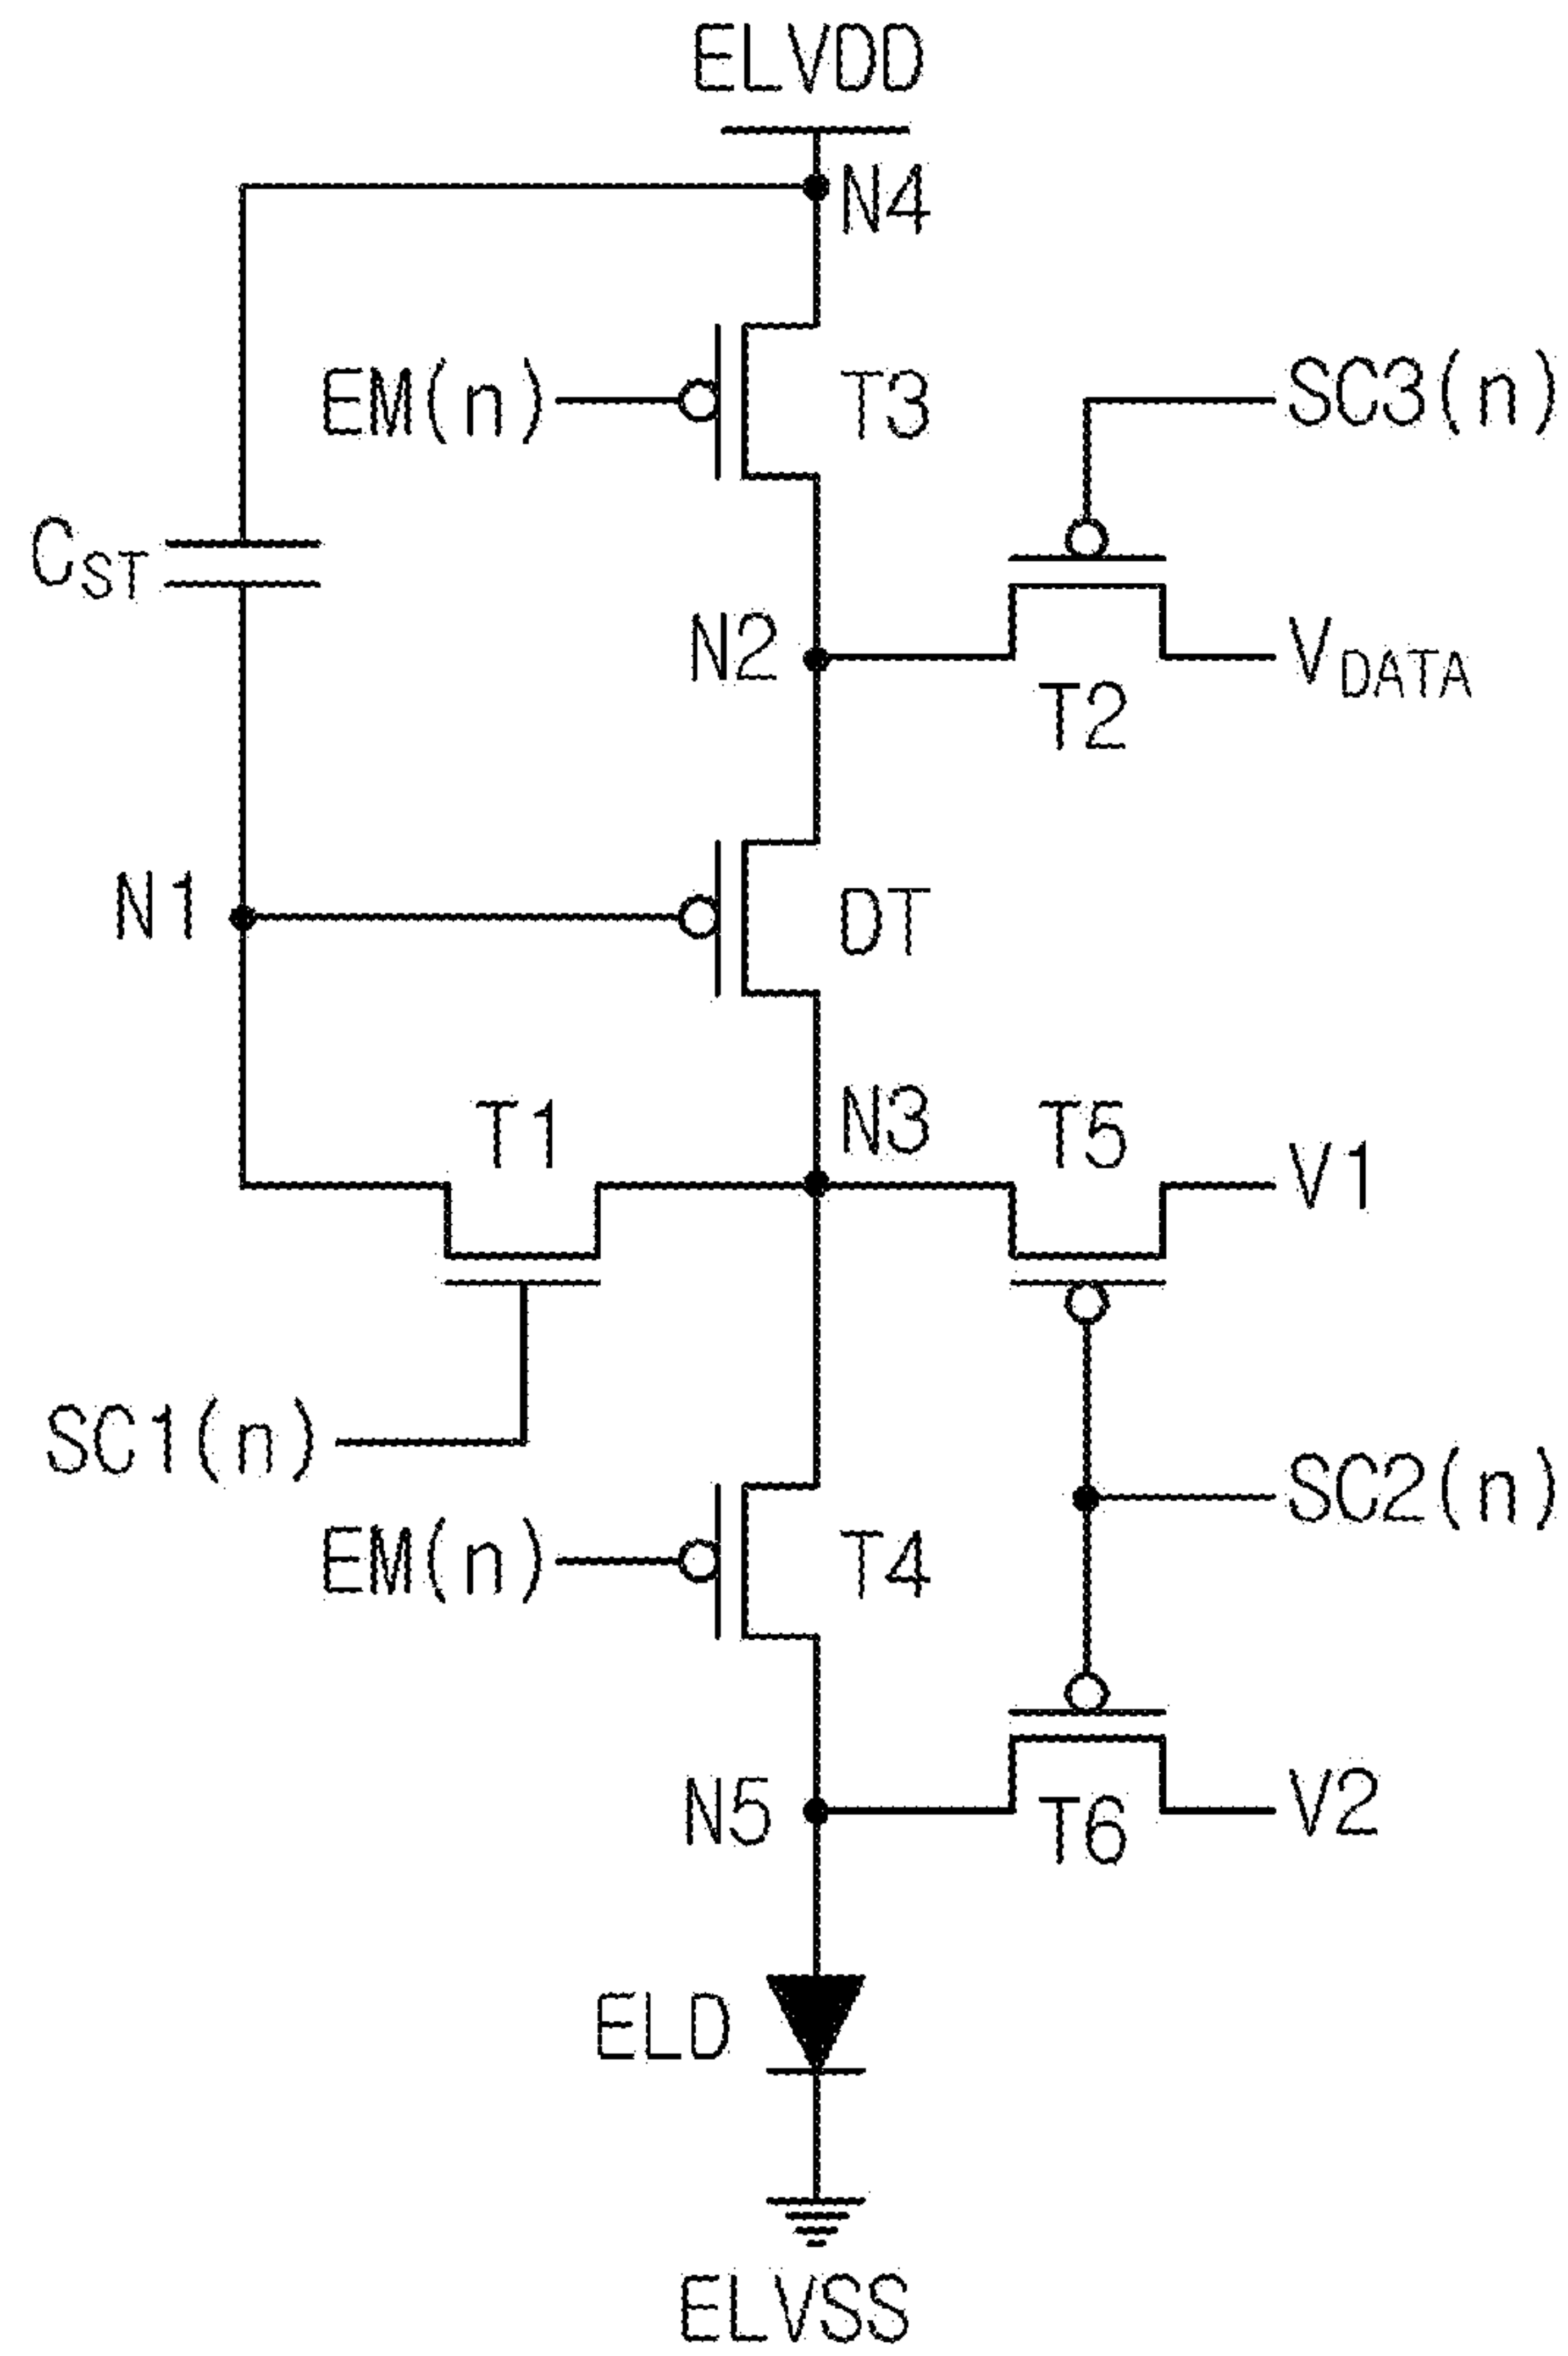 ELVDD
N4
EM(n)
T3
SC3(n)
CST
N2
VDATA
T2
N1
DT
T1
N3
T5
V1
SC1(n)
SC2(n)
EM(n)
T4
N5
T6
V2
ELD
ELVSS